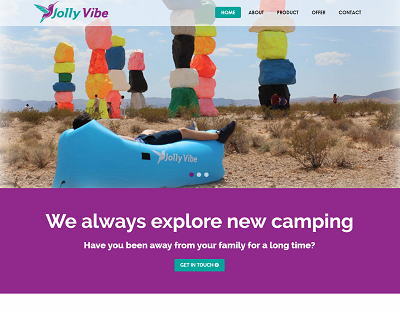 Jolly Vibe
HOME ABOUT PRODUCT OFFER CONTACT
Jolly Vibe
We always explore new camping
Have you been away from your family for a long time?
GET IN TOUCH